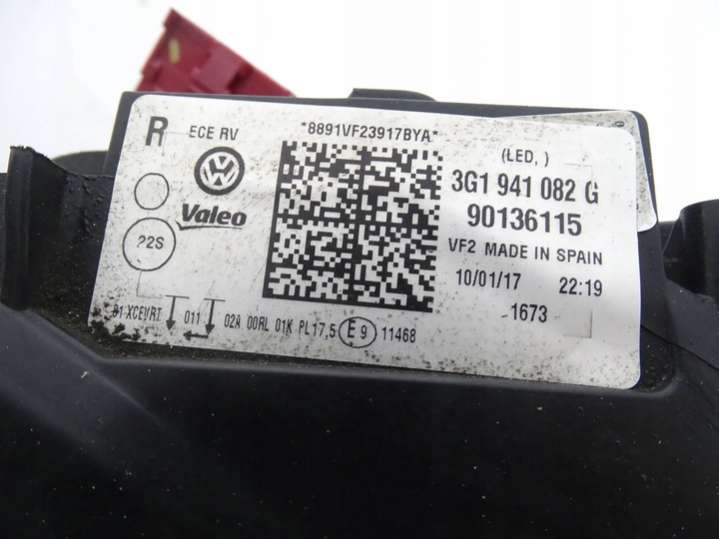 R ECE RV *8891VF23917BYA*
(LED, )
3G1 941 082 G
Valeo
90136115
22S
VF2 MADE IN SPAIN
10/01/17 22:19
1673
011 02A 00RL 01K PL17,5 E9 11468